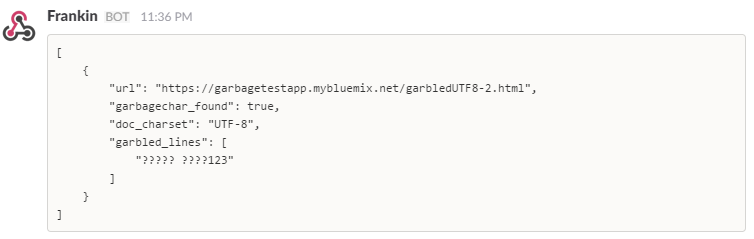 Frankin BOT 11:36 PM
[
    {
        "url": "https://garbagetestapp.mybluemix.net/garbledUTF8-2.html",
        "garbagechar_found": true,
        "doc_charset": "UTF-8",
        "garbled_lines": [
            "????? ????123"
        ]
    }
]